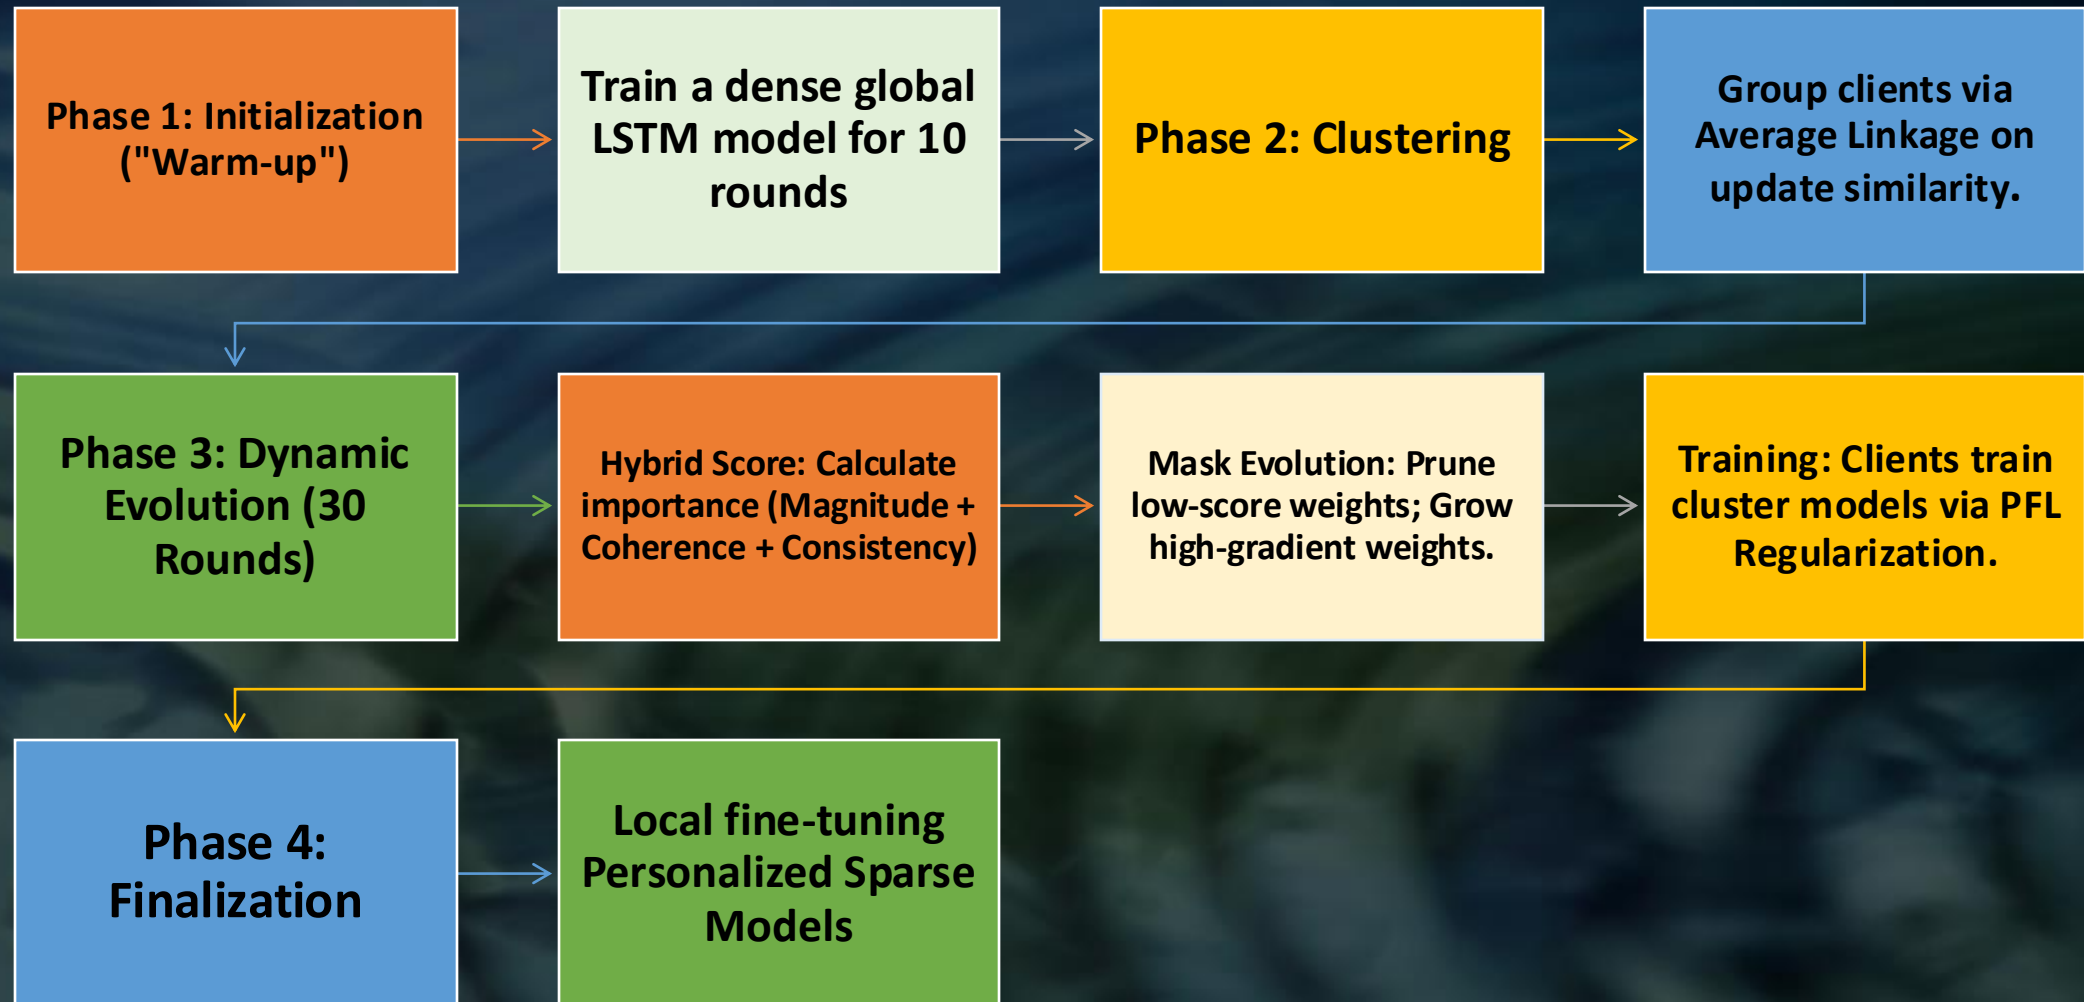 Phase 1: Initialization
("Warm-up")
Train a dense global
LSTM model for 10
rounds
Phase 2: Clustering
Group clients via
Average Linkage on
update similarity.
Phase 3: Dynamic
Evolution (30
Rounds)
Hybrid Score: Calculate
importance (Magnitude +
Coherence + Consistency)
Mask Evolution: Prune
low-score weights; Grow
high-gradient weights.
Training: Clients train
cluster models via PFL
Regularization.
Phase 4:
Finalization
Local fine-tuning
Personalized Sparse
Models